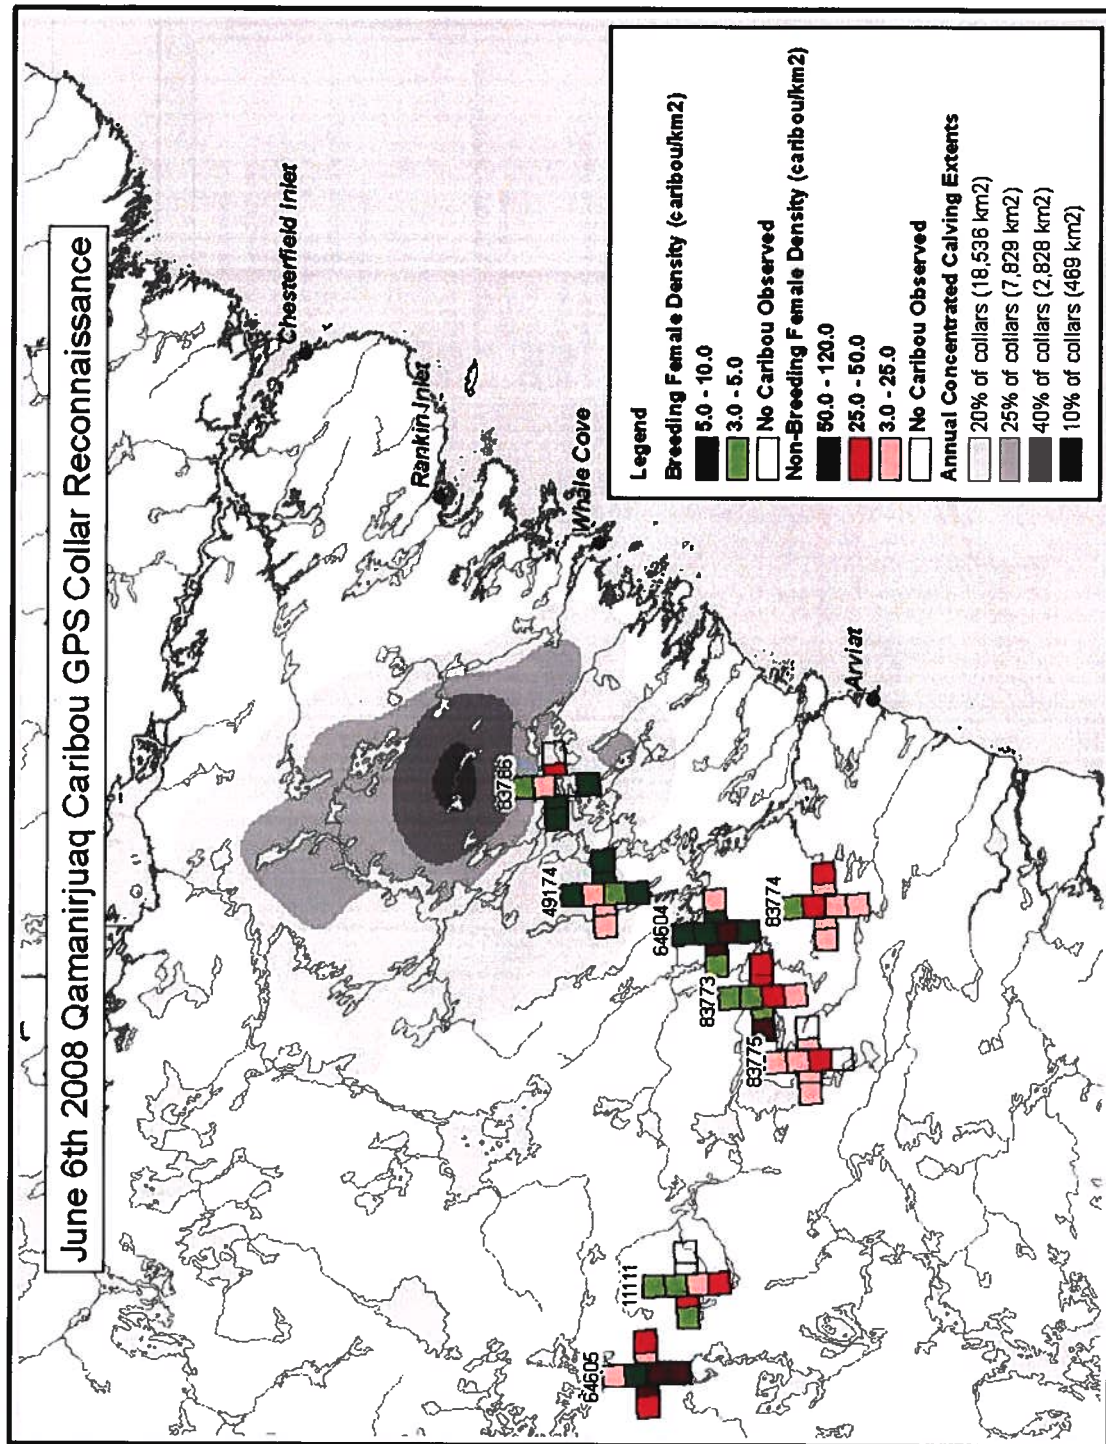 June 6th 2008 Qamanirjuaq Caribou GPS Collar Reconnaissance
Chesterfield Inlet
Rankin Inlet
Whale Cove
Arviat
83786
49174
64604
83774
83773
83775
11111
64605
Legend
Breeding Female Density (caribou/km2)
5.0 - 10.0
3.0 - 5.0
No Caribou Observed
Non-Breeding Female Density (caribou/km2)
50.0 - 120.0
25.0 - 50.0
3.0 - 25.0
No Caribou Observed
Annual Concentrated Calving Extents
20% of collars (18,536 km2)
25% of collars (7,829 km2)
40% of collars (2,828 km2)
10% of collars (469 km2)